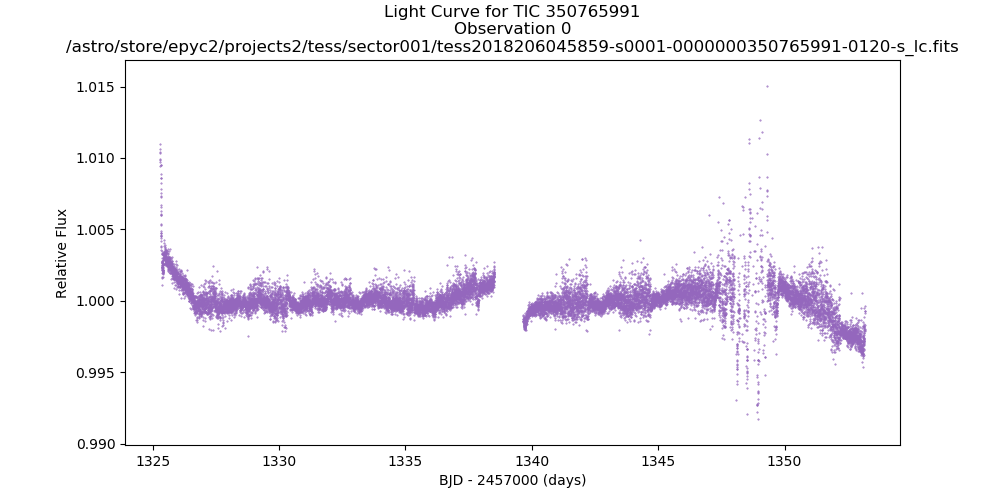 Light Curve for TIC 350765991
Observation 0
/astro/store/epyc2/projects2/tess/sector001/tess2018206045859-s0001-0000000350765991-0120-s_lc.fits
1.015
1.010
1.005
1.000
0.995
0.990
Relative Flux
1325
1330
1335
1340
1345
1350
BJD - 2457000 (days)